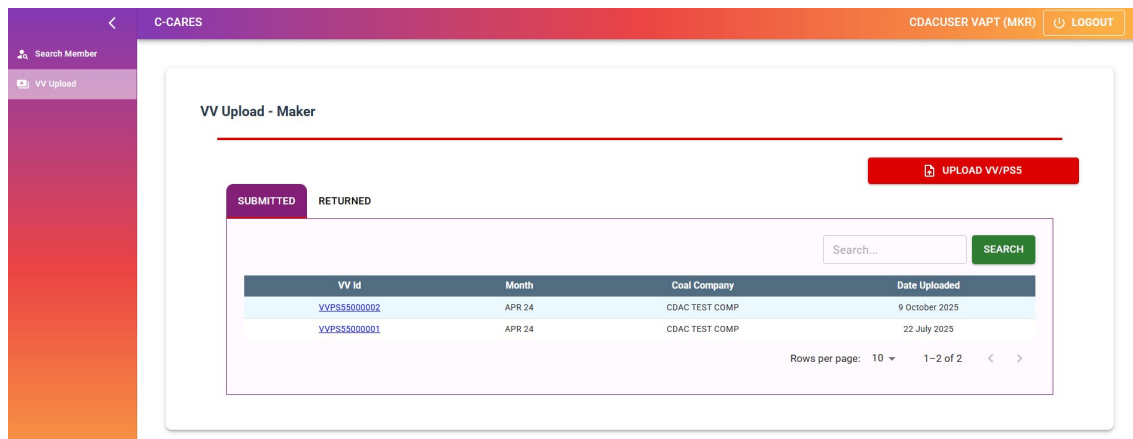 C-CARES
CDACUSER VAPT (MKR) LOGOUT
Search Member
VV Upload
VV Upload - Maker
UPLOAD VV/PS5
SUBMITTED RETURNED
Search... SEARCH
VV Id Month Coal Company Date Uploaded
VVPS55000002 APR 24 CDAC TEST COMP 9 October 2025
VVPS55000001 APR 24 CDAC TEST COMP 22 July 2025
Rows per page: 10 1–2 of 2